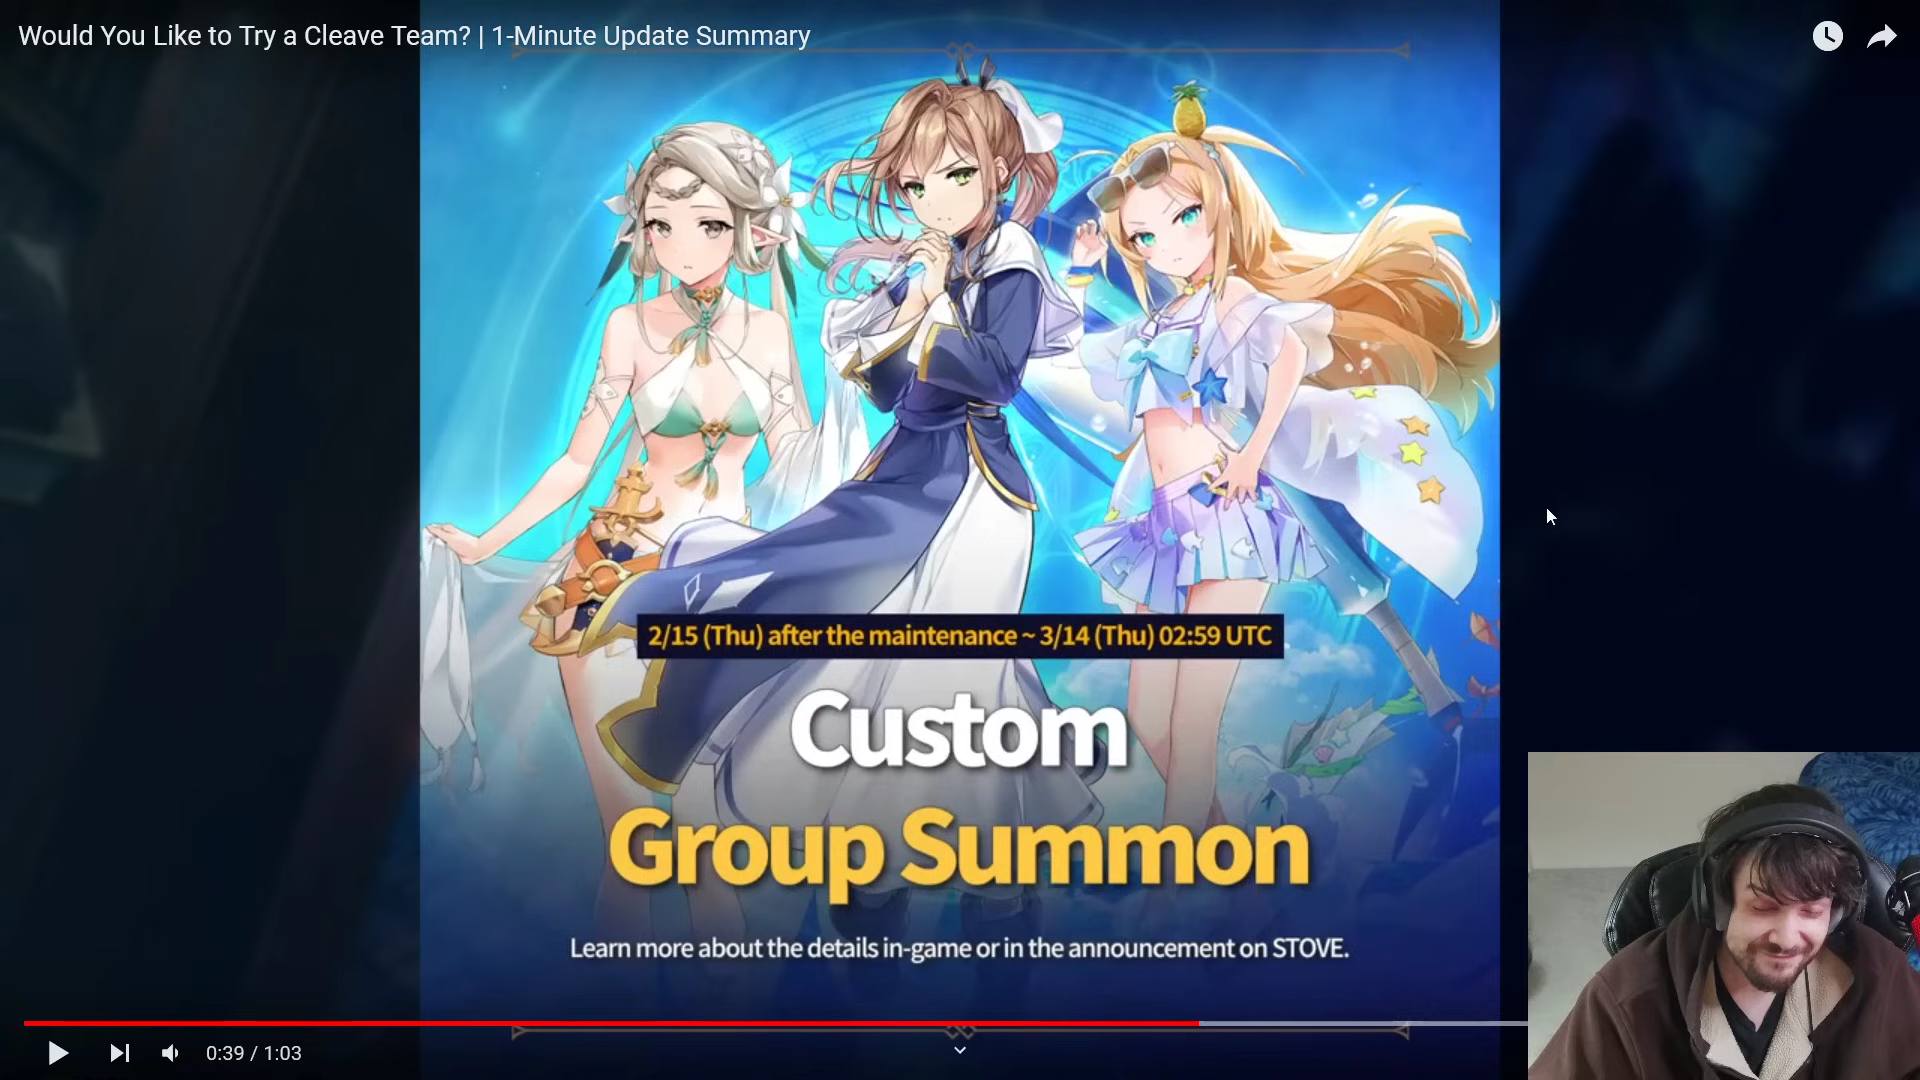 Would You Like to Try a Cleave Team? | 1-Minute Update Summary
2/15 (Thu) after the maintenance ~ 3/14 (Thu) 02:59 UTC
Custom
Group Summon
Learn more about the details in-game or in the announcement on STOVE.
0:39 / 1:03